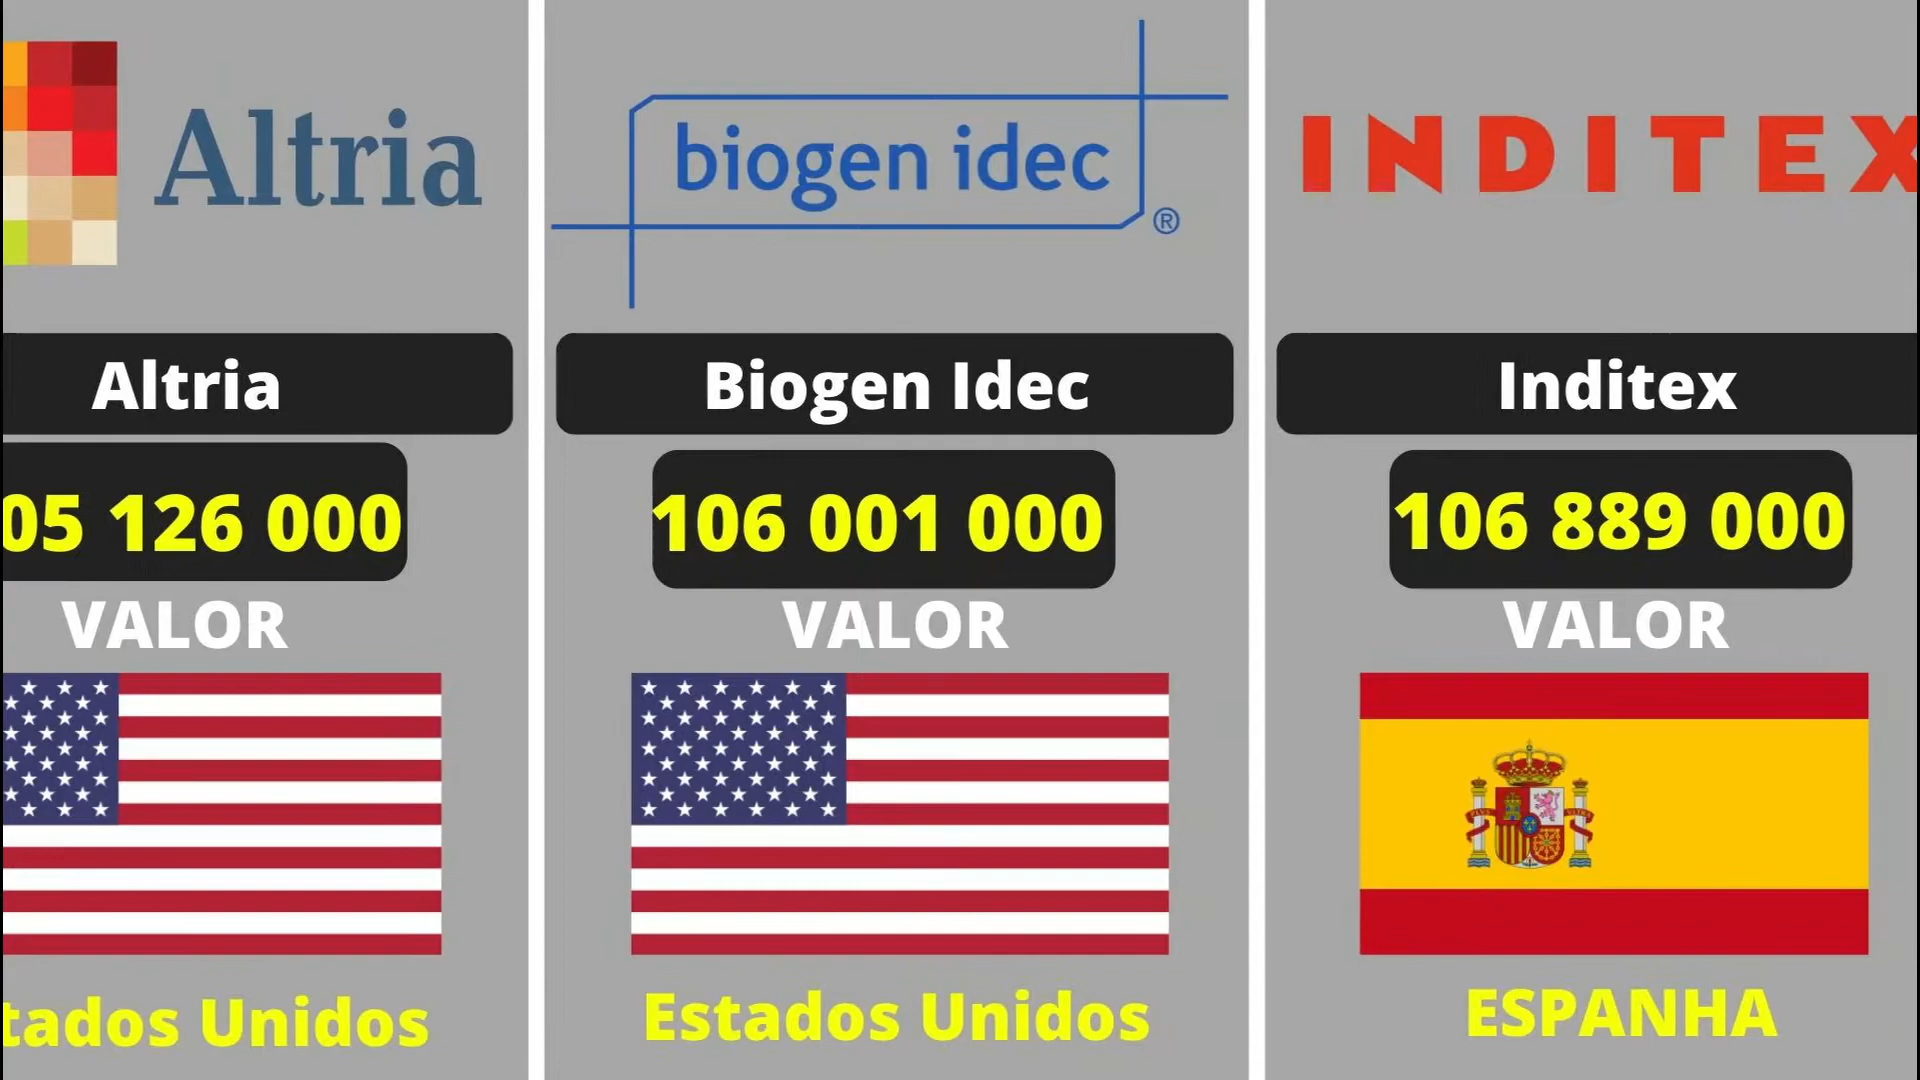 Altria
biogen idec
®
INDITEX
Altria
Biogen Idec
Inditex
05 126 000
106 001 000
106 889 000
VALOR
VALOR
VALOR
tados Unidos
Estados Unidos
ESPANHA